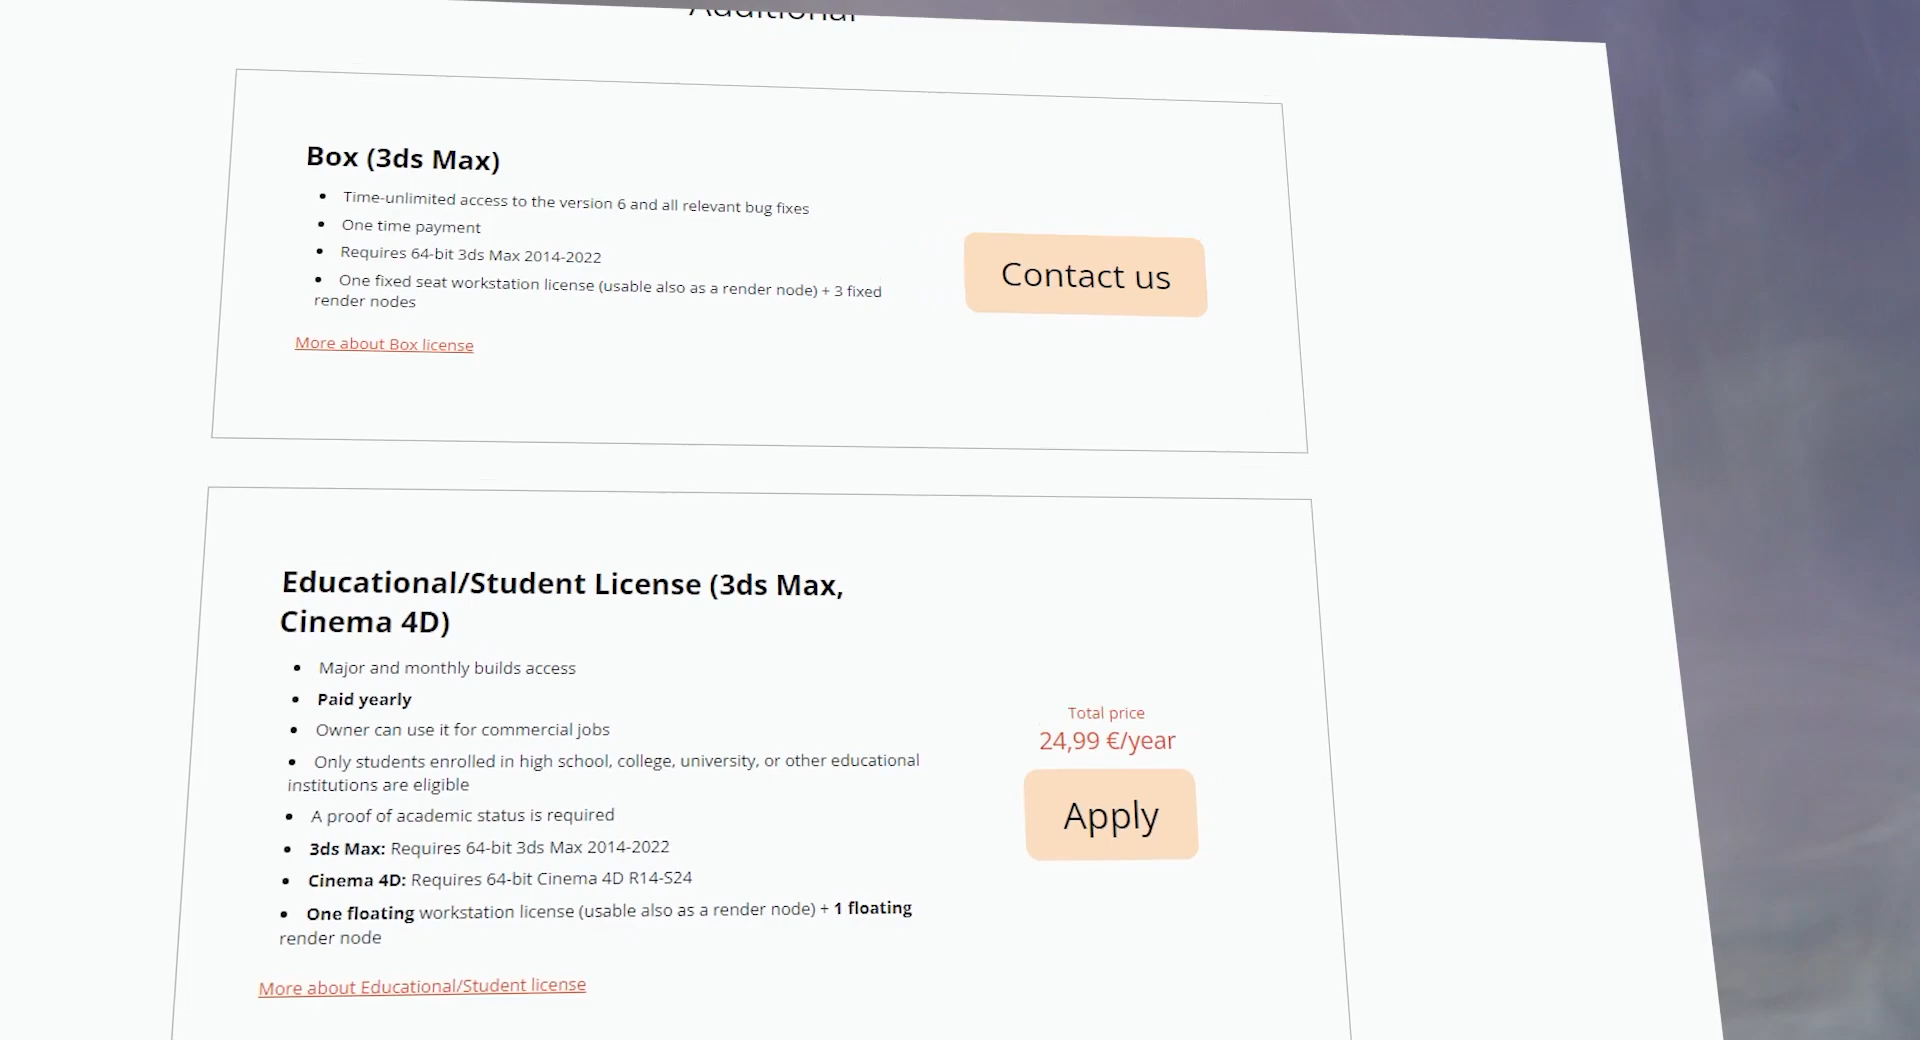 Additional
Box (3ds Max)
• Time-unlimited access to the version 6 and all relevant bug fixes
• One time payment
• Requires 64-bit 3ds Max 2014-2022
• One fixed seat workstation license (usable also as a render node) + 3 fixed
render nodes
Contact us
More about Box license
Educational/Student License (3ds Max,
Cinema 4D)
• Major and monthly builds access
• Paid yearly
• Owner can use it for commercial jobs
• Only students enrolled in high school, college, university, or other educational
institutions are eligible
• A proof of academic status is required
• 3ds Max: Requires 64-bit 3ds Max 2014-2022
• Cinema 4D: Requires 64-bit Cinema 4D R14-S24
• One floating workstation license (usable also as a render node) + 1 floating
render node
Total price
24,99 €/year
Apply
More about Educational/Student license